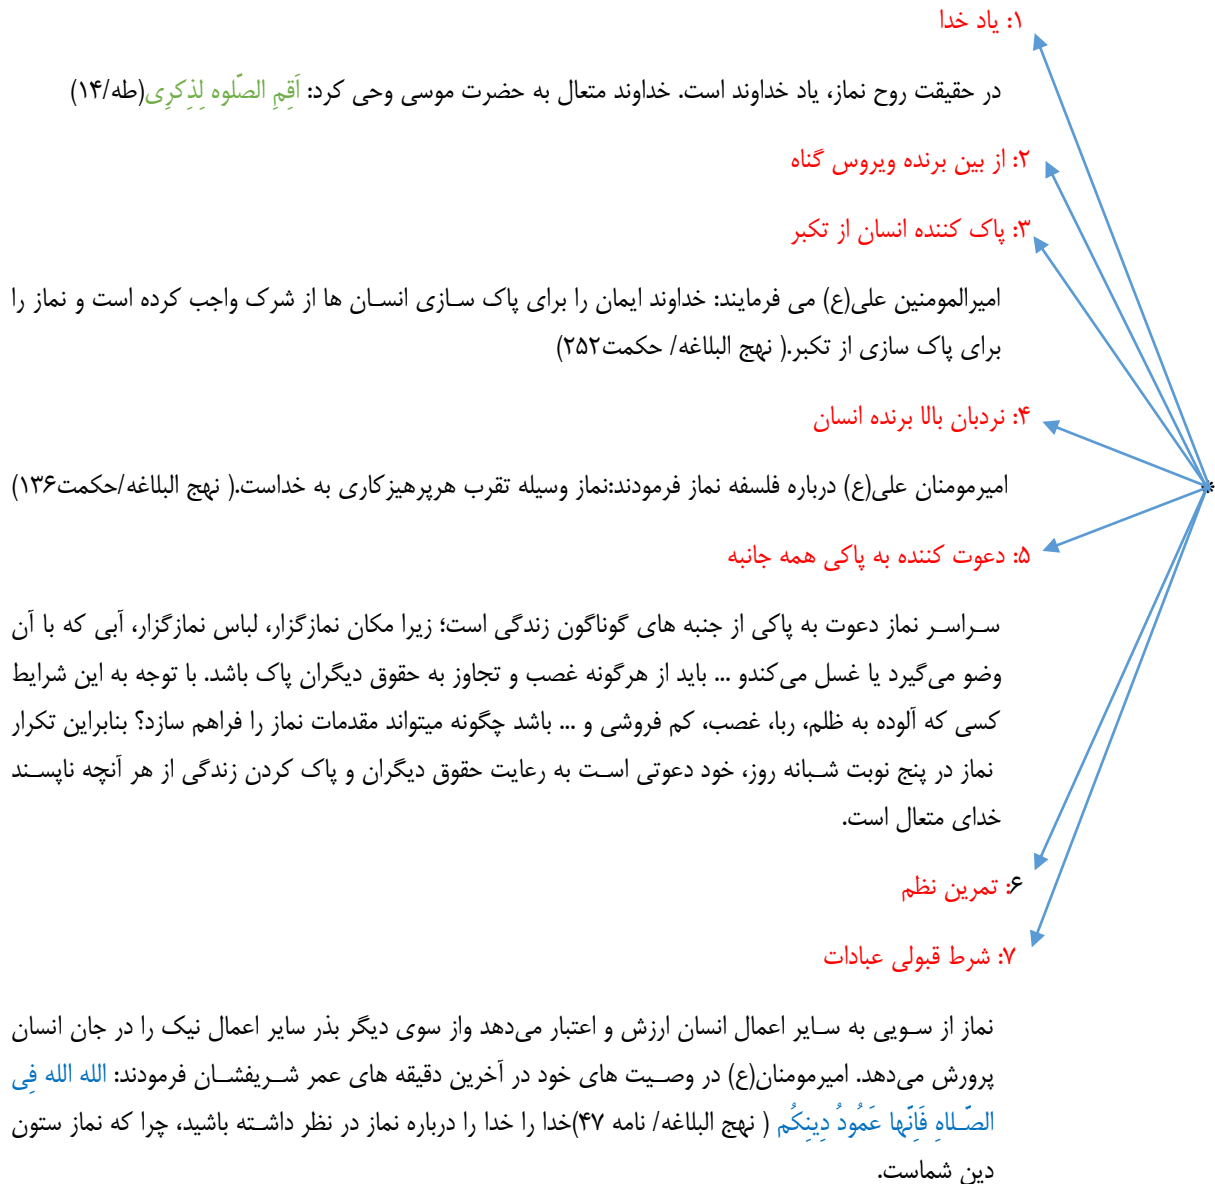 ۱: یاد خدا
در حقیقت روح نماز، یاد خداوند است. خداوند متعال به حضرت موسی وحی کرد: اَقِمِ الصّلوه لِذِکرِی(طه/۱۴)
۲: از بین برنده ویروس گناه
۳: پاک کننده انسان از تکبر
امیرالمومنین علی(ع) می فرمایند: خداوند ایمان را برای پاک سازی انسان ها از شرک واجب کرده است و نماز را
برای پاک سازی از تکبر.( نهج البلاغه/ حکمت۲۵۲)
۴: نردبان بالا برنده انسان
امیرمومنان علی(ع) درباره فلسفه نماز فرمودند:نماز وسیله تقرب هرپرهیزکاری به خداست.( نهج البلاغه/حکمت۱۳۶)
*
۵: دعوت کننده به پاکی همه جانبه
سراسر نماز دعوت به پاکی از جنبه های گوناگون زندگی است؛ زیرا مکان نمازگزار، لباس نمازگزار، آبی که با آن
وضو می‌گیرد یا غسل می‌کندو ... باید از هرگونه غصب و تجاوز به حقوق دیگران پاک باشد. با توجه به این شرایط
کسی که آلوده به ظلم، ربا، غصب، کم فروشی و ... باشد چگونه میتواند مقدمات نماز را فراهم سازد؟ بنابراین تکرار
نماز در پنج نوبت شبانه روز، خود دعوتی است به رعایت حقوق دیگران و پاک کردن زندگی از هر آنچه ناپسند
خدای متعال است.
۶: تمرین نظم
۷: شرط قبولی عبادات
نماز از سویی به سایر اعمال انسان ارزش و اعتبار می‌دهد واز سوی دیگر بذر سایر اعمال نیک را در جان انسان
پرورش می‌دهد. امیرمومنان(ع) در وصیت های خود در آخرین دقیقه های عمر شریفشان فرمودند: الله الله فِی
الصّلاهِ فَاِنّها عَمُودُ دِینِکُم ( نهج البلاغه/ نامه ۴۷)خدا را خدا را درباره نماز در نظر داشته باشید، چرا که نماز ستون
دین شماست.